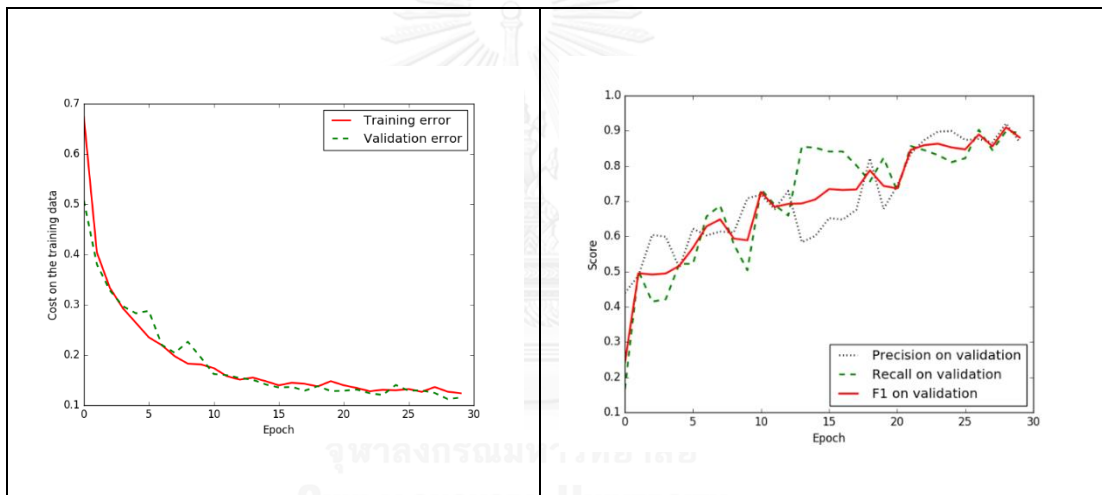 0.7
0.6
0.5
0.4
0.3
0.2
0.1
Cost on the training data
Training error
Validation error
0 5 10 15 20 25 30
Epoch
1.0
0.9
0.8
0.7
0.6
0.5
0.4
0.3
0.2
0.1
Score
Precision on validation
Recall on validation
F1 on validation
0 5 10 15 20 25 30
Epoch